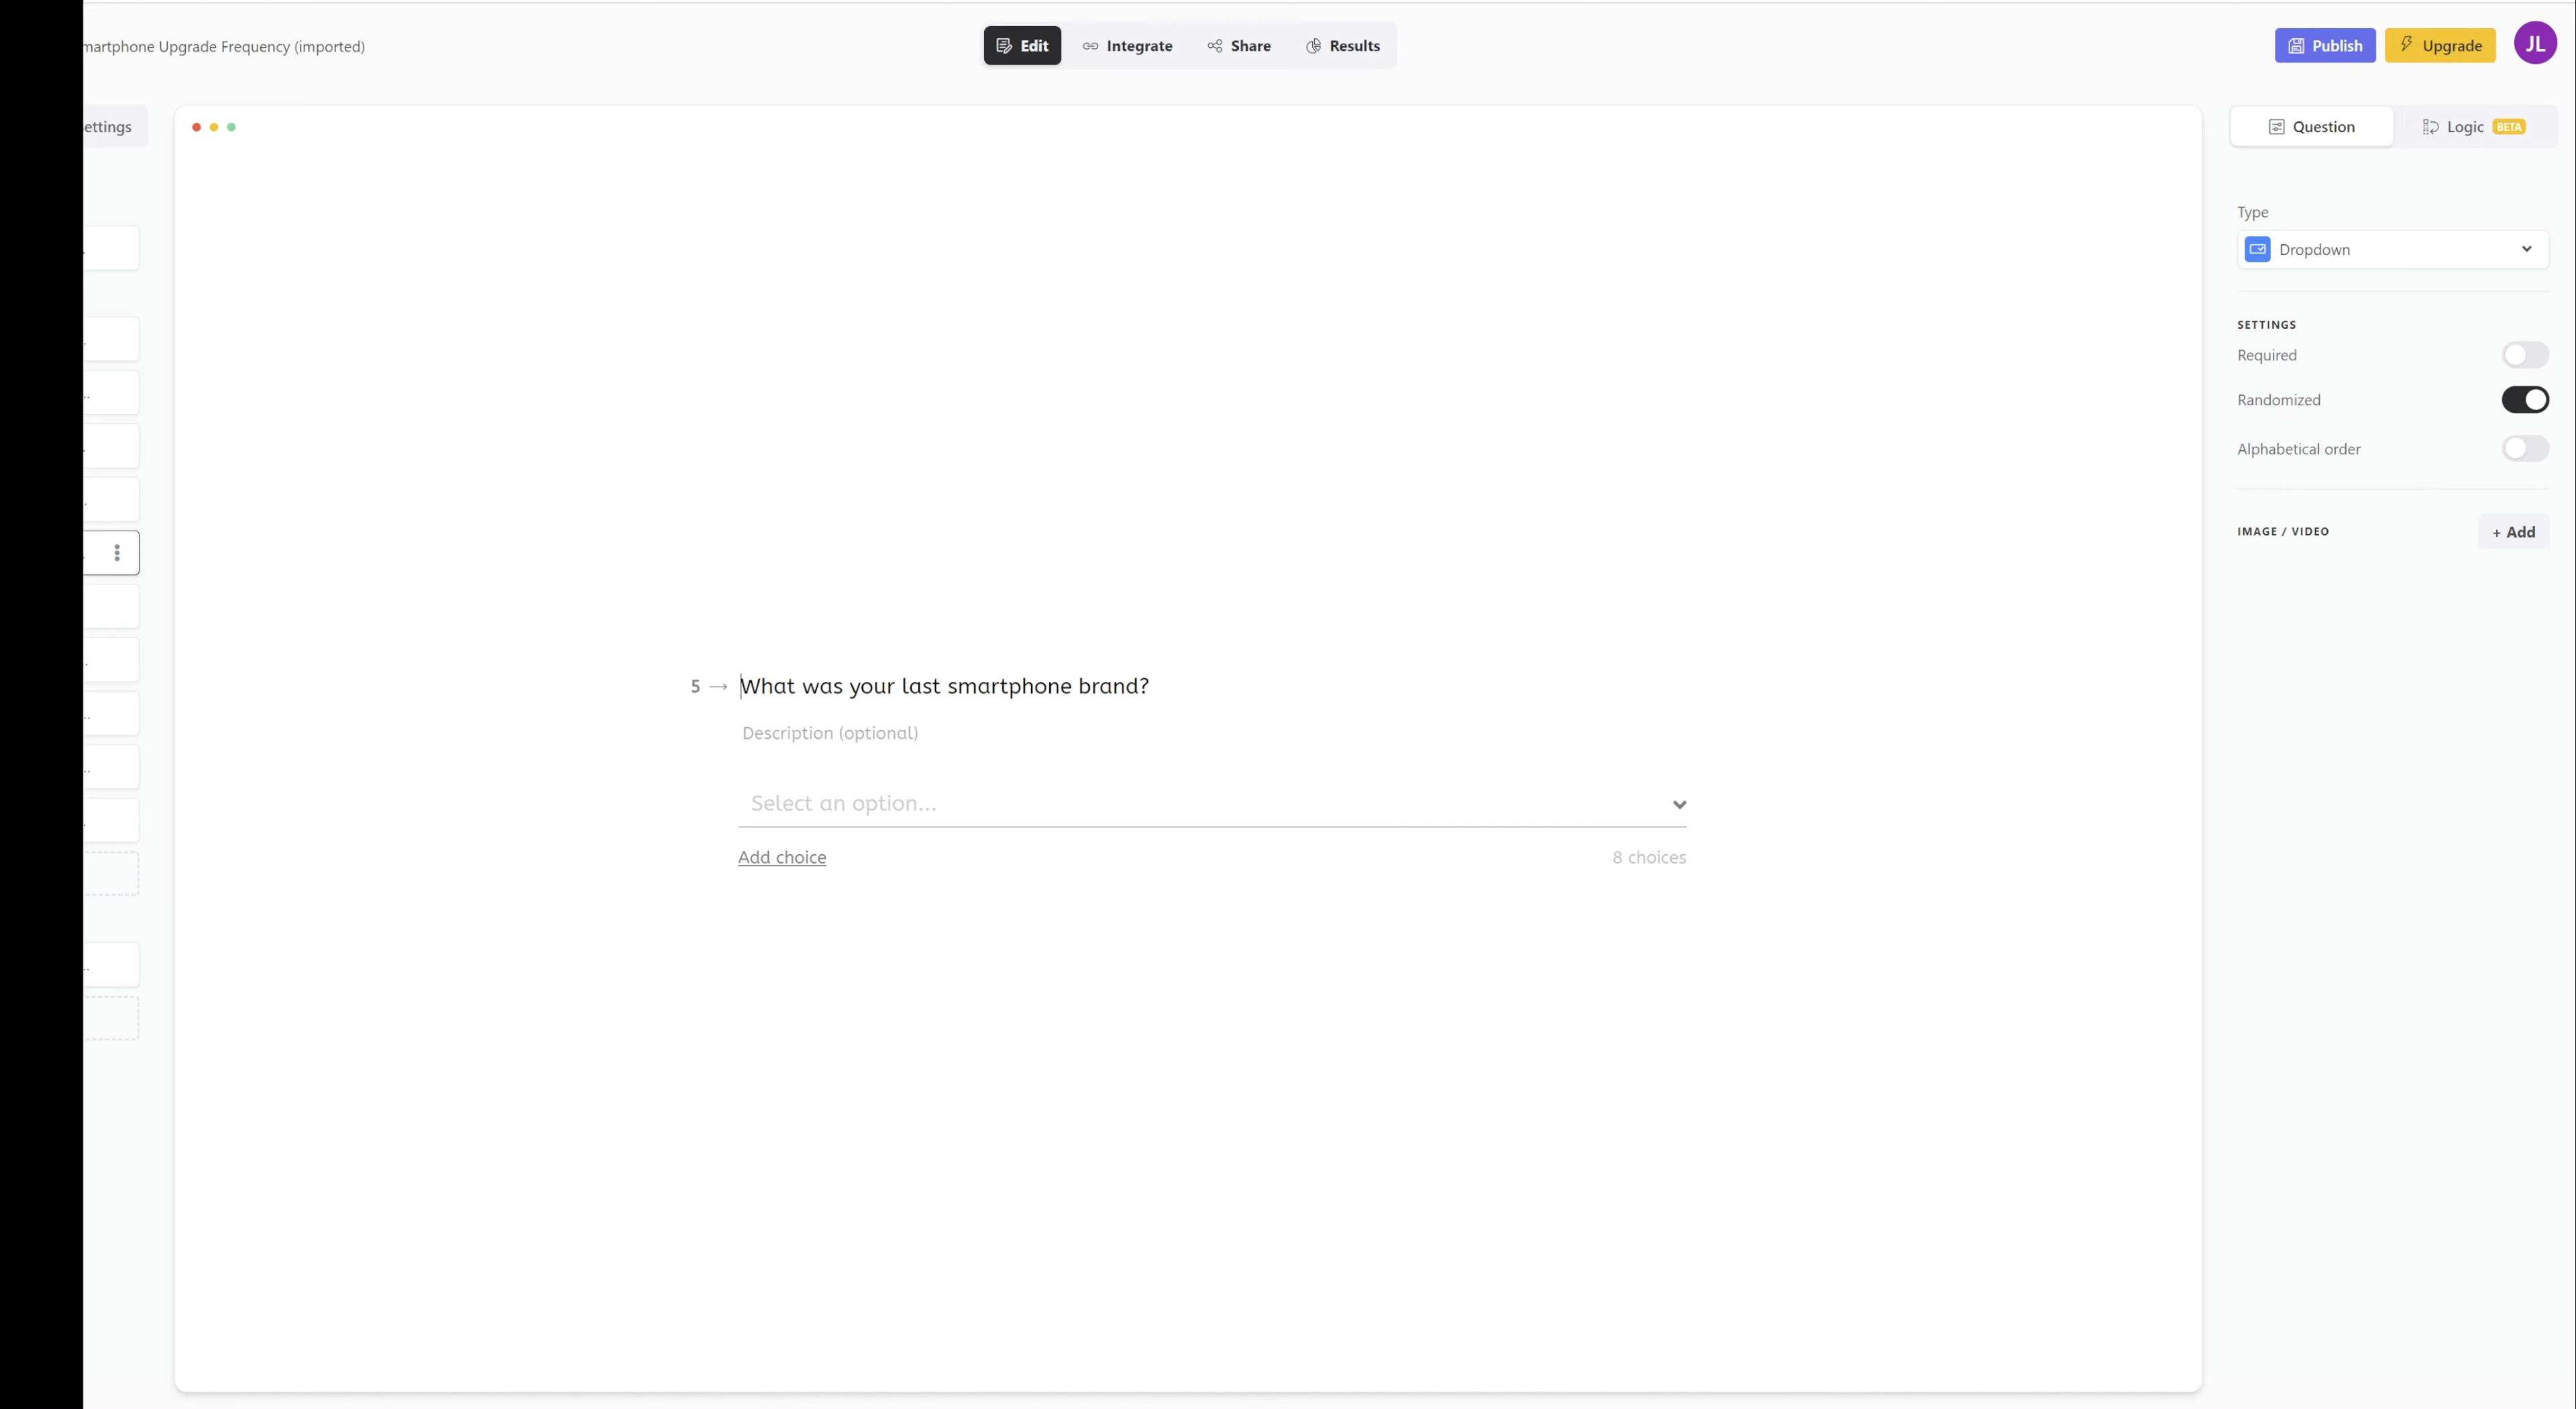 martphone Upgrade Frequency (imported)
Edit
Integrate
Share
Results
Publish
Upgrade
JL
ettings
Question
Logic BETA
Type
Dropdown
SETTINGS
Required
Randomized
Alphabetical order
IMAGE / VIDEO
+ Add
5 → What was your last smartphone brand?
Description (optional)
Select an option...
Add choice
8 choices